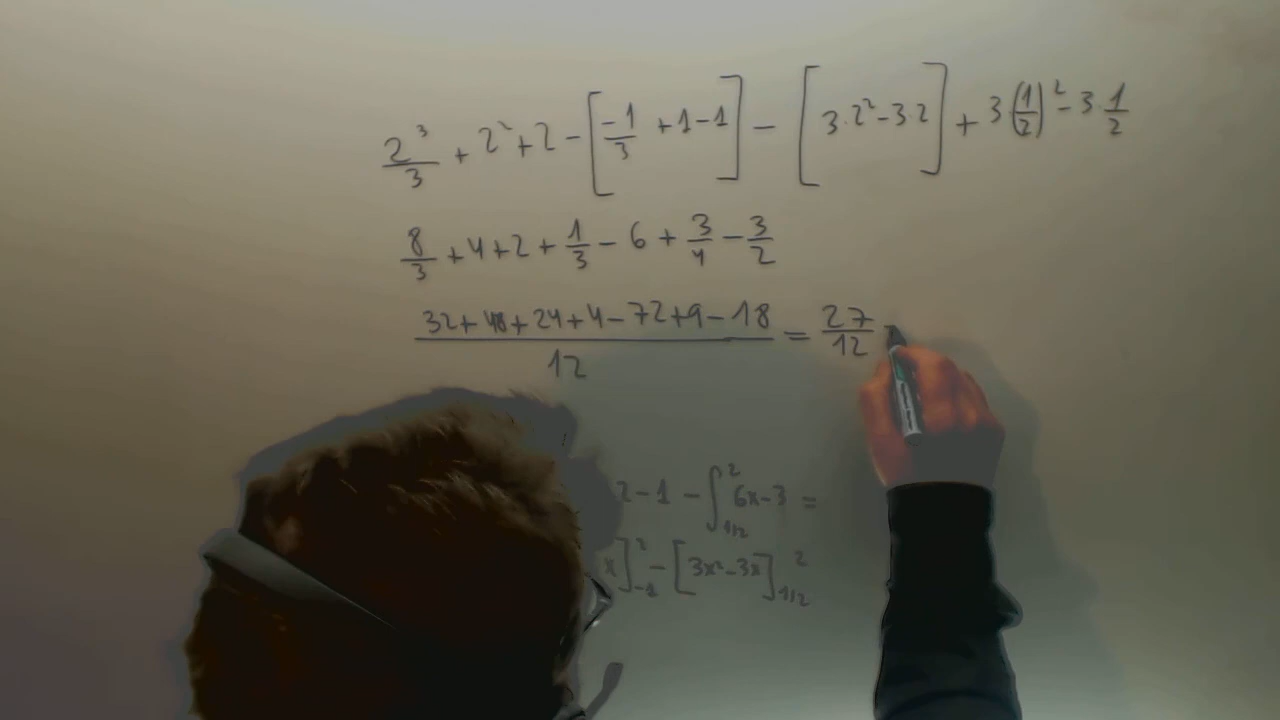 2³/3 + 2² + 2 - [-1/3 + 1 - 1] - [3·2² - 3·2] + 3(1/2)² - 3·1/2
8/3 + 4 + 2 + 1/3 - 6 + 3/4 - 3/2
(32 + 48 + 24 + 4 - 72 + 9 - 18)/12 = 27/12
2 - 1 - ∫_{1/2}^{2} 6x - 3 =
x]_{-1}^{2} - [3x² - 3x]_{1/2}^{2}